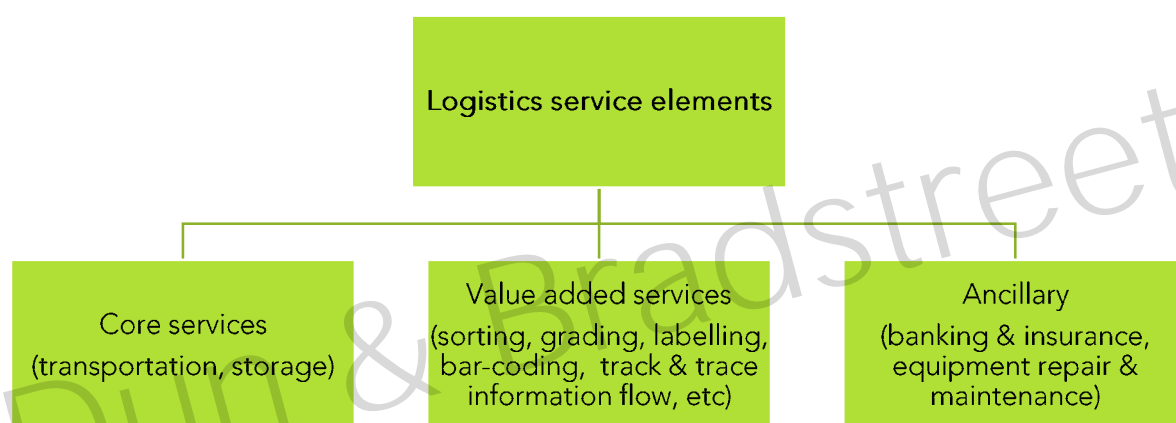 Logistics service elements
Core services
(transportation, storage)
Value added services
(sorting, grading, labelling,
bar-coding, track & trace
information flow, etc)
Ancillary
(banking & insurance,
equipment repair &
maintenance)
Dun & Bradstreet